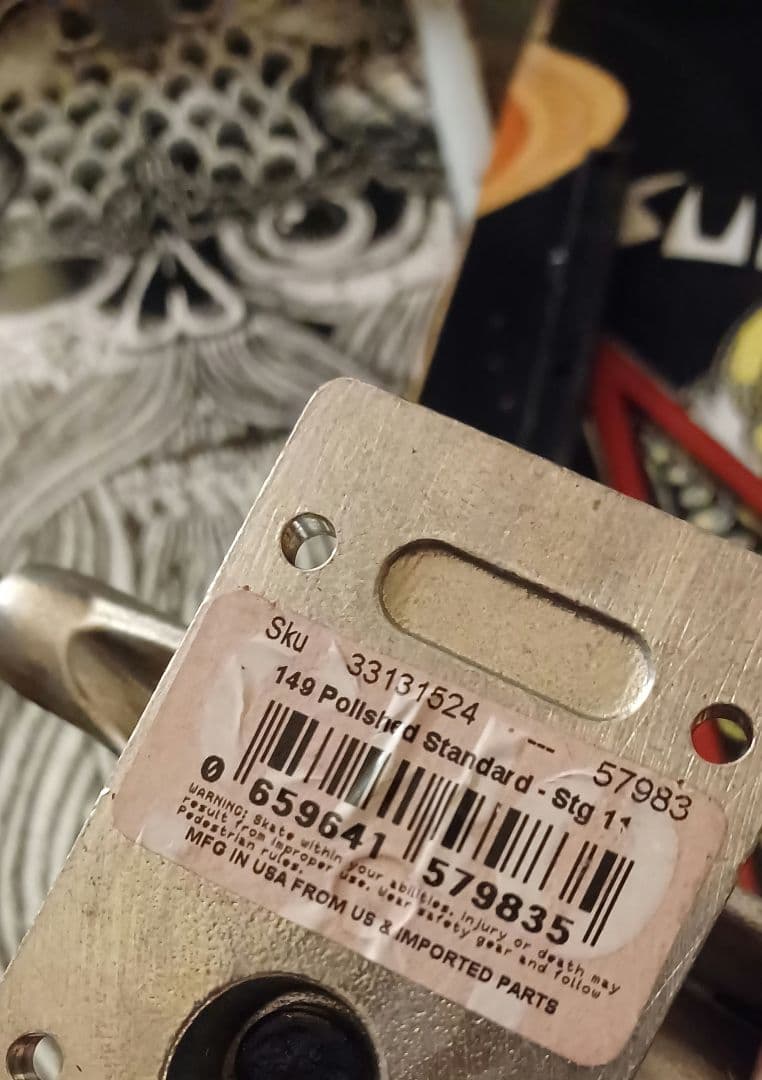 Sku 33131524 --- 57983
149 Polished Standard - Stg 11
0 659641 579835
WARNING: Skate within your abilities. Injury or death may
result from improper use. Wear safety gear and follow
Pedestrian rules.
MFG IN USA FROM US & IMPORTED PARTS